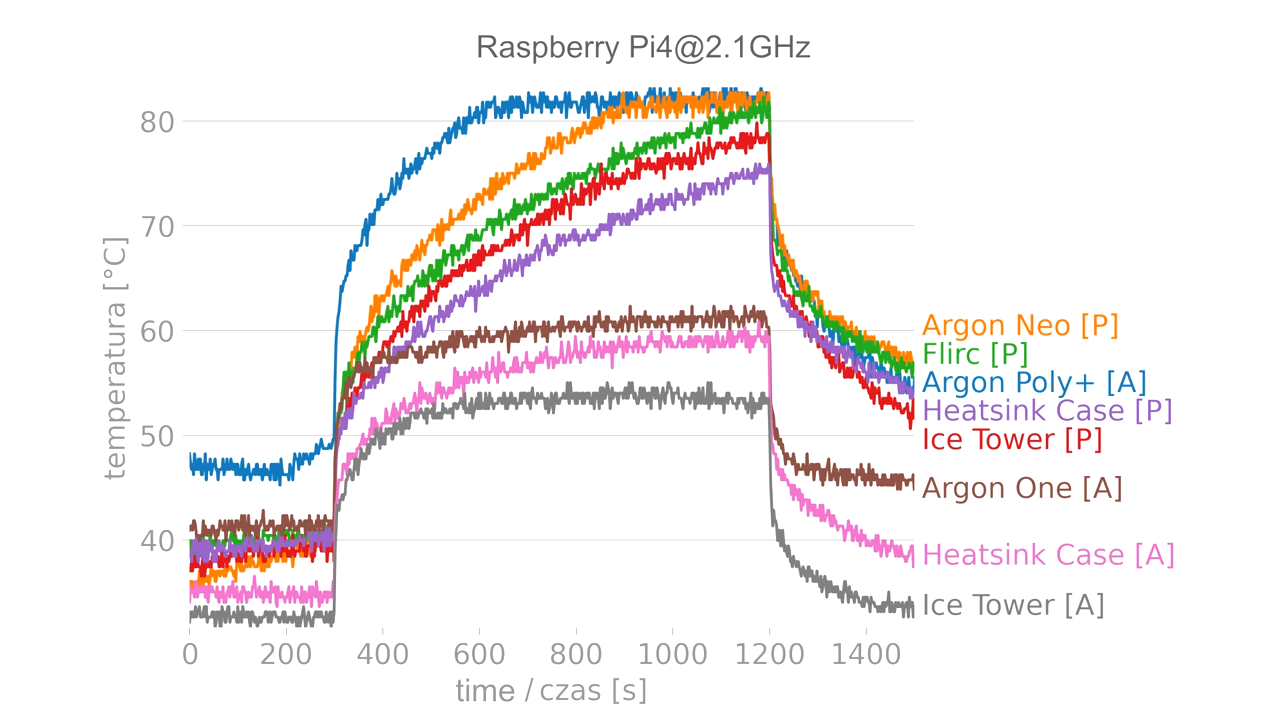 Raspberry Pi4@2.1GHz
temperatura [°C]
80
70
60
50
40
0 200 400 600 800 1000 1200 1400
time / czas [s]
Argon Neo [P]
Flirc [P]
Argon Poly+ [A]
Heatsink Case [P]
Ice Tower [P]
Argon One [A]
Heatsink Case [A]
Ice Tower [A]